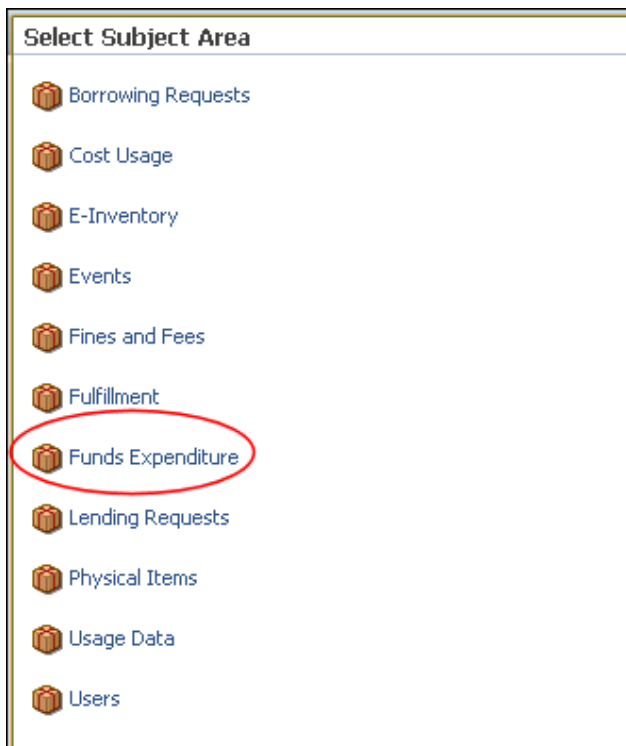 Select Subject Area
Borrowing Requests
Cost Usage
E-Inventory
Events
Fines and Fees
Fulfillment
Funds Expenditure
Lending Requests
Physical Items
Usage Data
Users